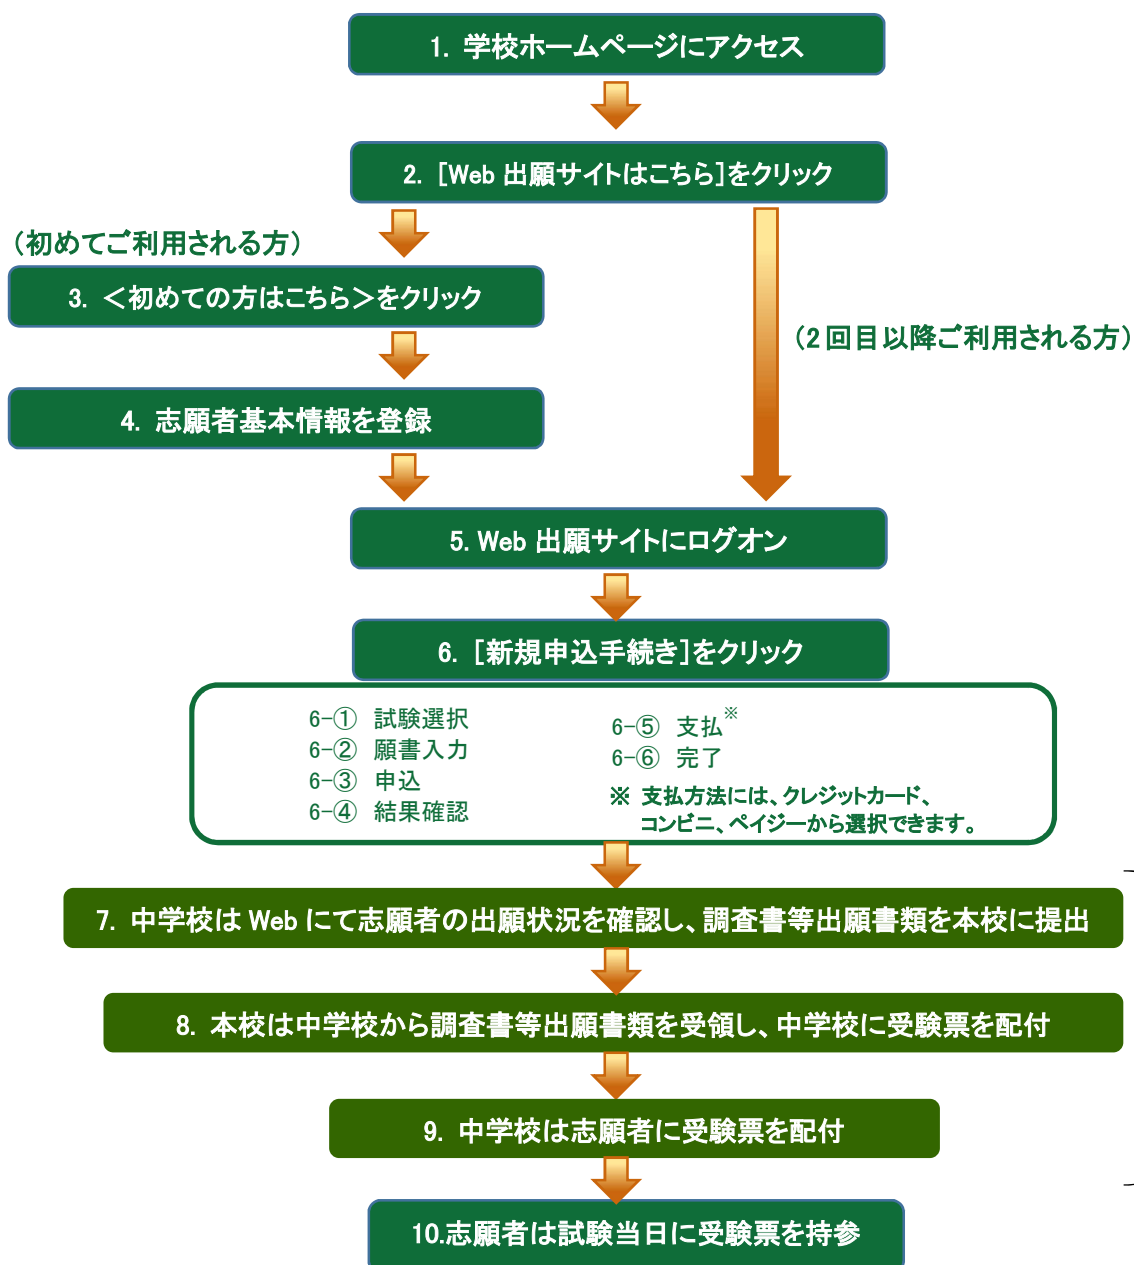 1. 学校ホームページにアクセス
2. [Web 出願サイトはこちら]をクリック
（初めてご利用される方）
3. ＜初めての方はこちら＞をクリック
（2回目以降ご利用される方）
4. 志願者基本情報を登録
5. Web 出願サイトにログオン
6. [新規申込手続き]をクリック
6-① 試験選択
6-② 願書入力
6-③ 申込
6-④ 結果確認
6-⑤ 支払※
6-⑥ 完了
※ 支払方法には、クレジットカード、
コンビニ、ペイジーから選択できます。
7. 中学校は Web にて志願者の出願状況を確認し、調査書等出願書類を本校に提出
8. 本校は中学校から調査書等出願書類を受領し、中学校に受験票を配付
9. 中学校は志願者に受験票を配付
10.志願者は試験当日に受験票を持参